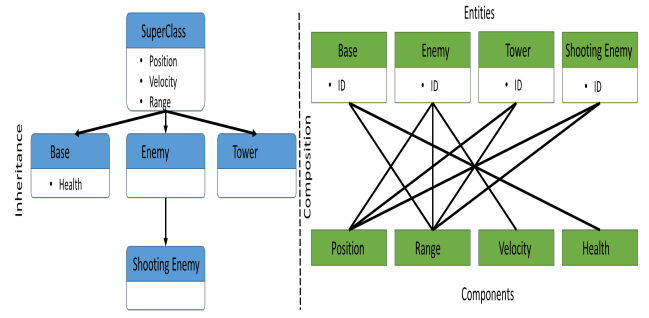 SuperClass
• Position
• Velocity
• Range
Inheritance
Base
• Health
Enemy
Tower
Shooting Enemy
Composition
Entities
Base
• ID
Enemy
• ID
Tower
• ID
Shooting Enemy
• ID
Position
Range
Velocity
Health
Components